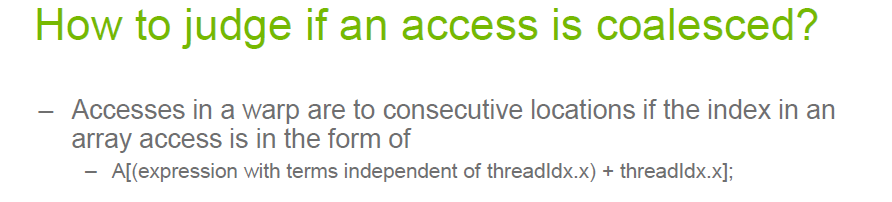 How to judge if an access is coalesced?
– Accesses in a warp are to consecutive locations if the index in an
array access is in the form of
– A[(expression with terms independent of threadIdx.x) + threadIdx.x];